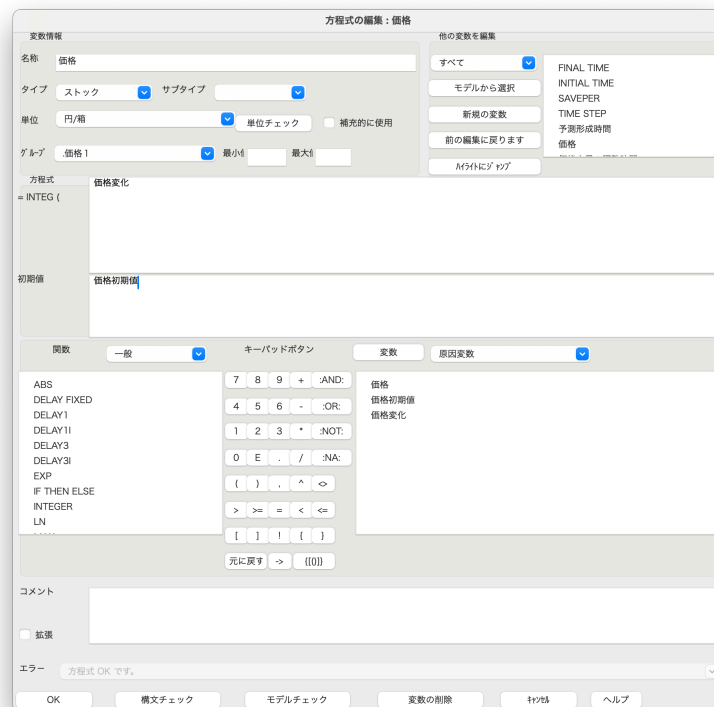 方程式の編集 : 価格
変数情報
名称 価格
タイプ ストック サブタイプ
単位 円/箱 単位チェック 補充的に使用
グループ .価格 1 最小 最大
他の変数を編集
すべて
モデルから選択
新規の変数
前の編集に戻ります
ハイライトにジャンプ
FINAL TIME
INITIAL TIME
SAVEPER
TIME STEP
予測形成時間
価格
方程式
= INTEG (
価格変化
初期値
価格初期値
関数 一般
キーパッドボタン
変数 原因変数
ABS
DELAY FIXED
DELAY1
DELAY1I
DELAY3
DELAY3I
EXP
IF THEN ELSE
INTEGER
LN
7 8 9 + :AND:
4 5 6 - :OR:
1 2 3 * :NOT:
0 E . / :NA:
( ) , ^ <>
> >= = < <=
[ ] ! { }
元に戻す -> {[()]}
価格
価格初期値
価格変化
コメント
拡張
エラー 方程式 OK です。
OK 構文チェック モデルチェック 変数の削除 キャンセル ヘルプ